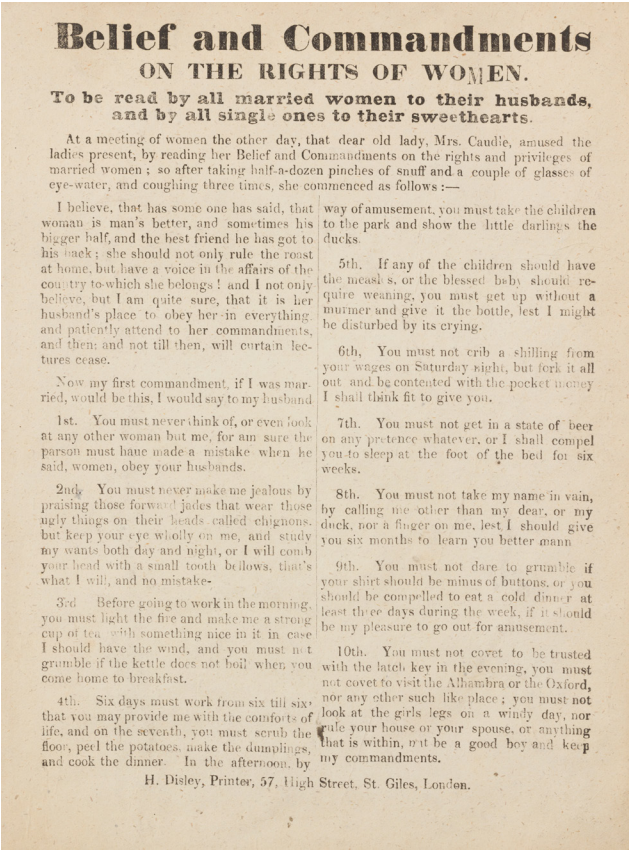 Belief and Commandments
ON THE RIGHTS OF WOMEN.
To be read by all married women to their husbands,
and by all single ones to their sweethearts.
At a meeting of women the other day, that dear old lady, Mrs. Caudle, amused the
ladies present, by reading her Belief and Commandments on the rights and privileges of
married women ; so after taking half-a-dozen pinches of snuff and a couple of glasses of
eye-water, and coughing three times, she commenced as follows :—
I believe, that has some one has said, that
woman is man's better, and sometimes his
bigger half, and the best friend he has got to
his back ; she should not only rule the roast
at home, but have a voice in the affairs of the
country to which she belongs ! and I not only
believe, but I am quite sure, that it is her
husband's place to obey her in everything
and patiently attend to her commandments,
and then; and not till then, will curtain lec-
tures cease.
Now my first commandment, if I was mar-
ried, would be this, I would say to my husband
1st. You must never think of, or even look
at any other woman but me, for am sure the
parson must hauc made a mistake when he
said, women, obey your husbands.
2nd, You must never make me jealous by
praising those forward jades that wear those
ugly things on their heads called chignons.
but keep your eye wholly on me, and study
my wants both day and night, or I will comb
your head with a small tooth bellows, that's
what I will, and no mistake-
3rd Before going to work in the morning,
you must light the fire and make me a strong
cup of tea with something nice in it in case
I should have the wind, and you must not
grumble if the kettle does not boil when you
come home to breakfast.
4th. Six days must work from six till six,
that you may provide me with the comforts of
life, and on the seventh, you must scrub the
floor, peel the potatoes, make the dumplings,
and cook the dinner. In the afternoon, by
way of amusement, you must take the children
to the park and show the little darlings the
ducks.
5th. If any of the children should have
the measles, or the blessed baby should re-
quire weaning, you must get up without a
murmer and give it the bottle, lest I might
be disturbed by its crying.
6th, You must not crib a shilling from
your wages on Saturday night, but fork it all
out and be contented with the pocket money
I shall think fit to give you.
7th. You must not get in a state of beer
on any pretence whatever, or I shall compel
you to sleep at the foot of the bed for six
weeks.
8th. You must not take my name in vain,
by calling me other than my dear, or my
duck, nor a finger on me, lest I should give
you six months to learn you better mann
9th. You must not dare to grumble if
your shirt should be minus of buttons, or you
should be compelled to eat a cold dinner at
least three days during the week, if it should
be my pleasure to go out for amusement.
10th. You must not covet to be trusted
with the latch key in the evening, you must
not covet to visit the Alhambra or the Oxford,
nor any other such like place ; you must not
look at the girls legs on a windy day, nor
rule your house or your spouse, or anything
that is within, but be a good boy and keep
my commandments.
H. Disley, Printer, 57, High Street, St. Giles, London.